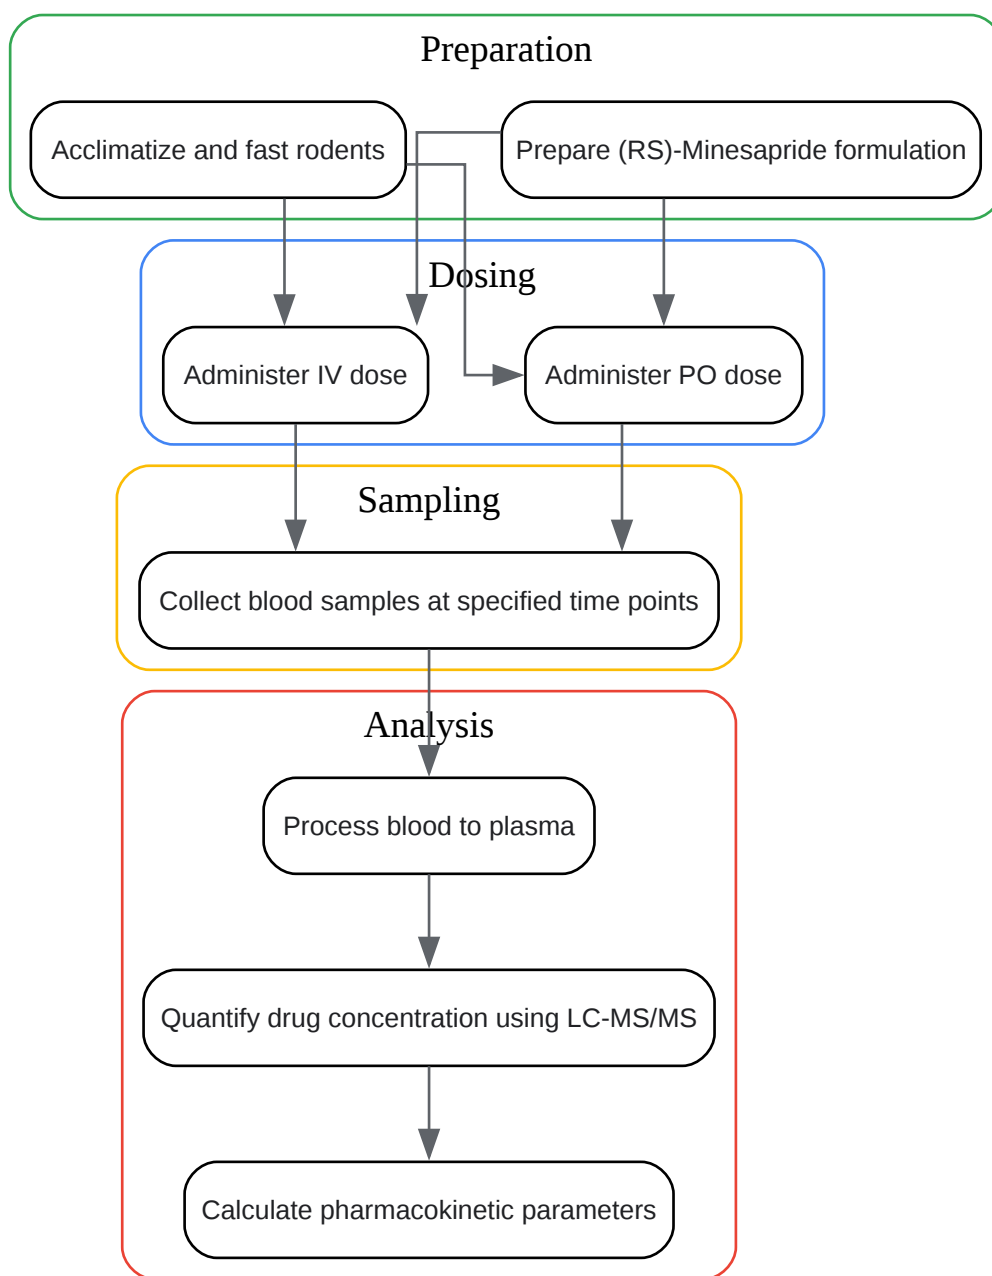 Preparation
Acclimatize and fast rodents
Prepare (RS)-Minesapride formulation
Dosing
Administer IV dose
Administer PO dose
Sampling
Collect blood samples at specified time points
Analysis
Process blood to plasma
Quantify drug concentration using LC-MS/MS
Calculate pharmacokinetic parameters